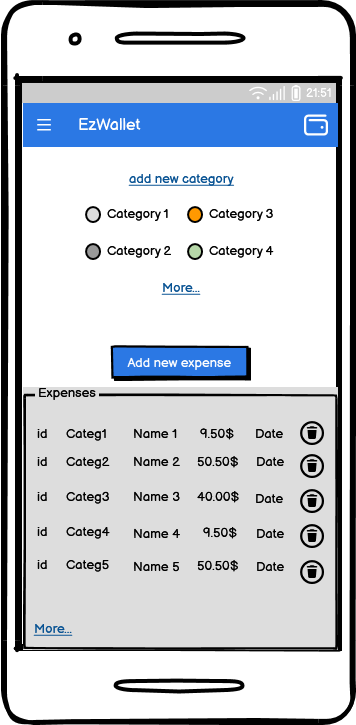 21:51
EzWallet
add new category
Category 1 Category 3
Category 2 Category 4
More...
Add new expense
Expenses
id Categ1 Name 1 9.50$ Date
id Categ2 Name 2 50.50$ Date
id Categ3 Name 3 40.00$ Date
id Categ4 Name 4 9.50$ Date
id Categ5 Name 5 50.50$ Date
More...